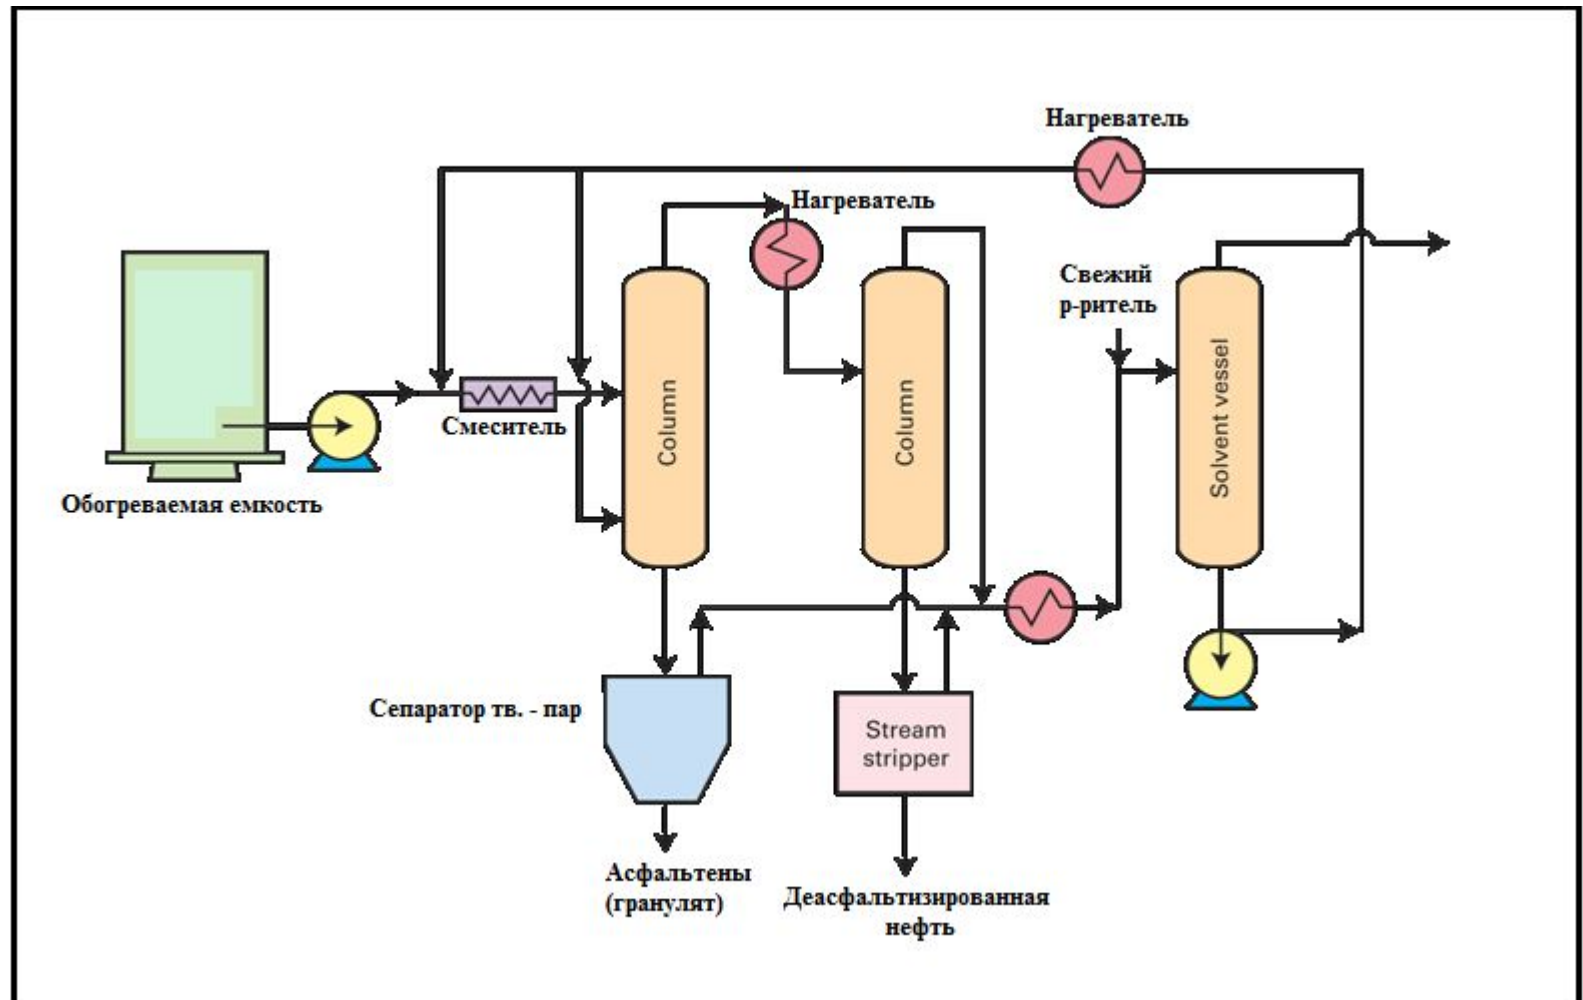 Нагреватель
Нагреватель
Свежий
р-ритель
Column
Column
Solvent vessel
Смеситель
Обогреваемая емкость
Сепаратор тв. - пар
Stream
stripper
Асфальтены
(гранулят)
Деасфальтизированная
нефть